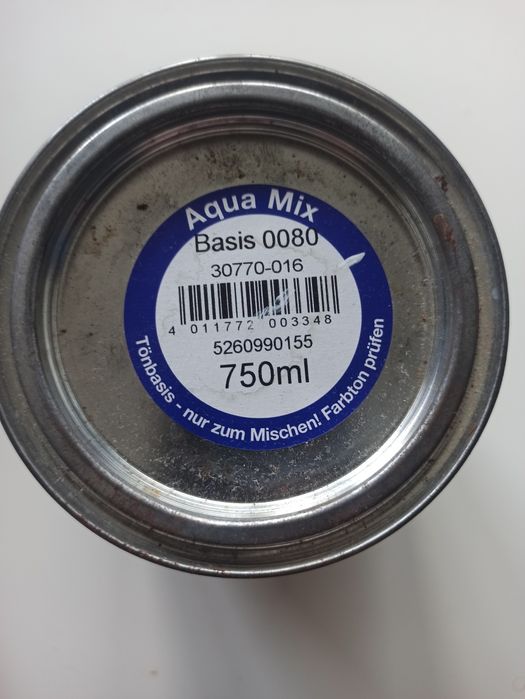 Aqua Mix
Basis 0080
30770-016
4 011772 003348
5260990155
750ml
Tönbasis - nur zum Mischen! Farbton prüfen